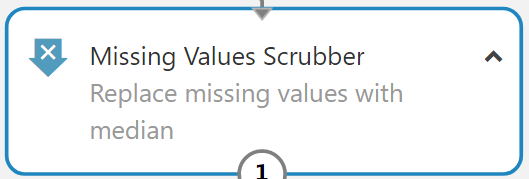 Missing Values Scrubber
Replace missing values with
median
1